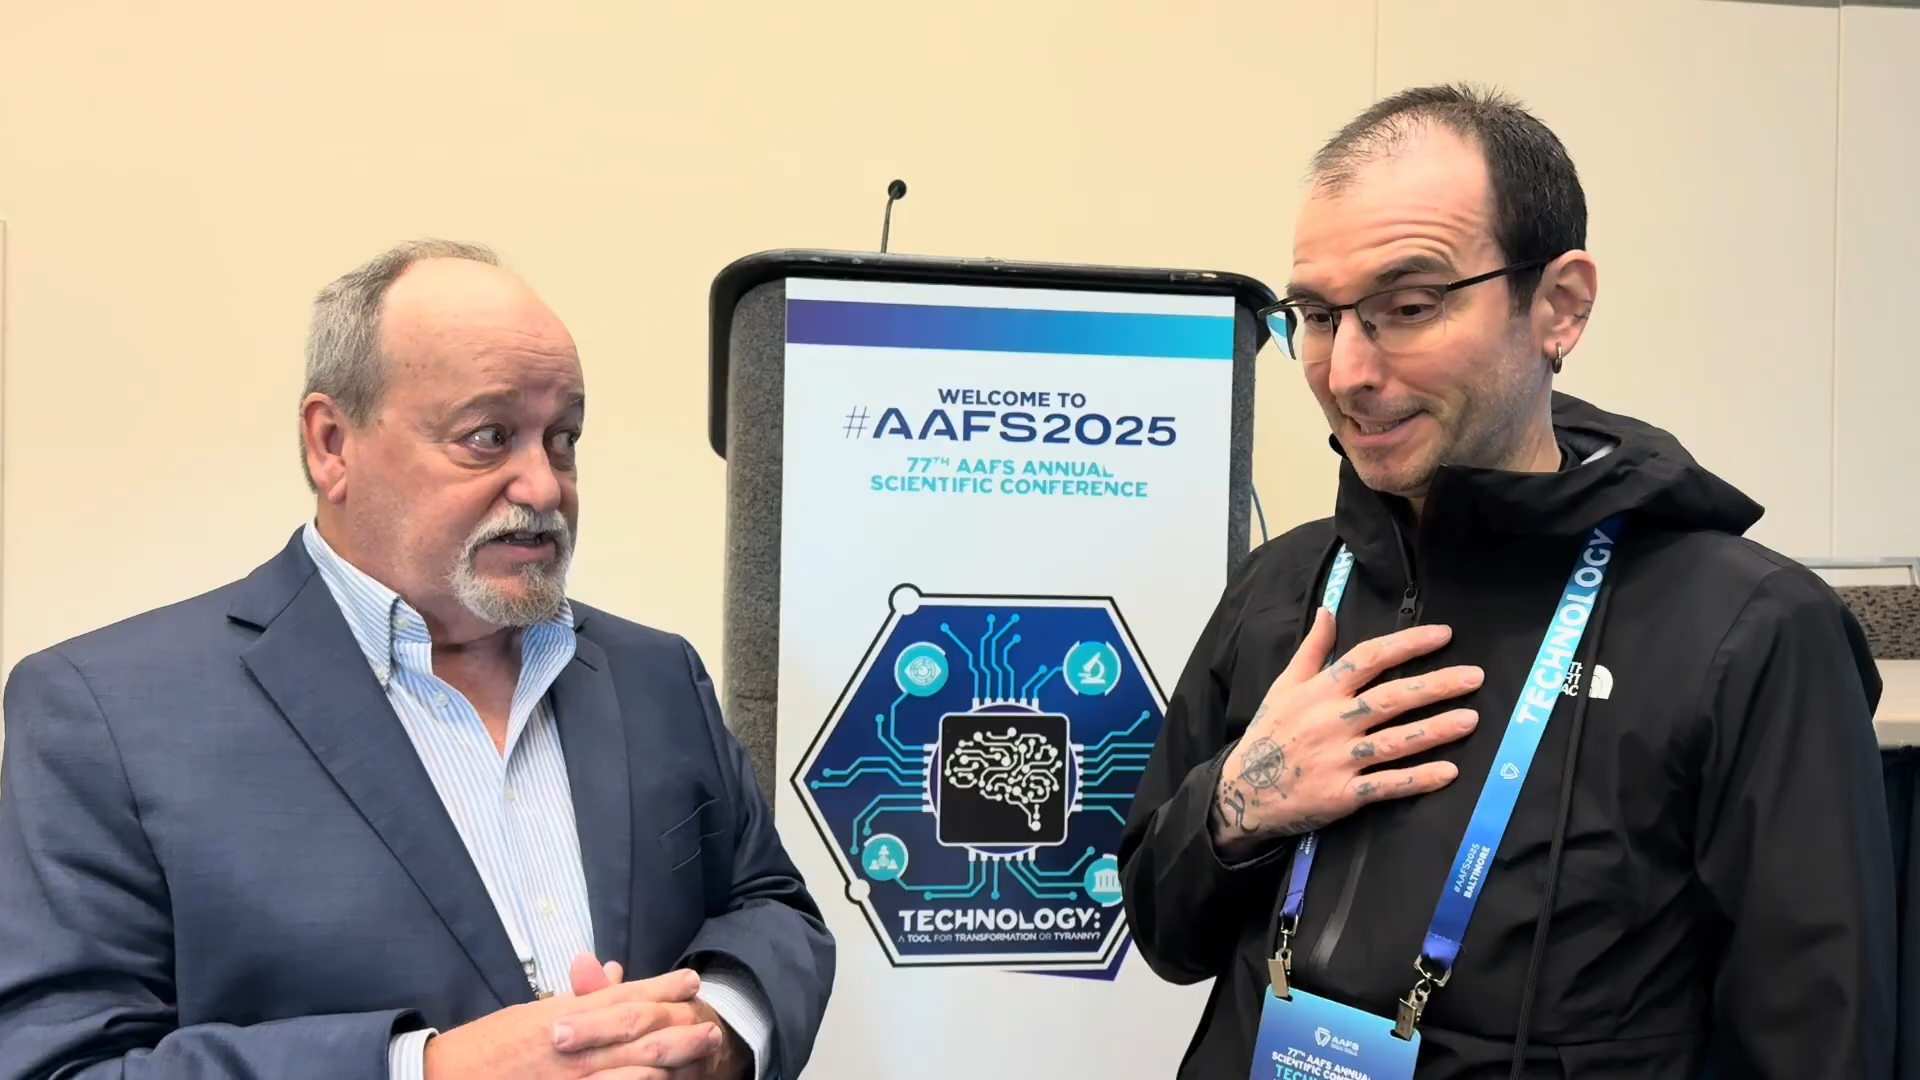 WELCOME TO
#AAFS2025
77TH AAFS ANNUAL
SCIENTIFIC CONFERENCE
TECHNOLOGY:
A TOOL FOR TRANSFORMATION OR TYRANNY?
TECHNOLOGY
#AAFS2025
BALTIMORE
AAFS
77TH AAFS ANNUAL
SCIENTIFIC CONFERENCE